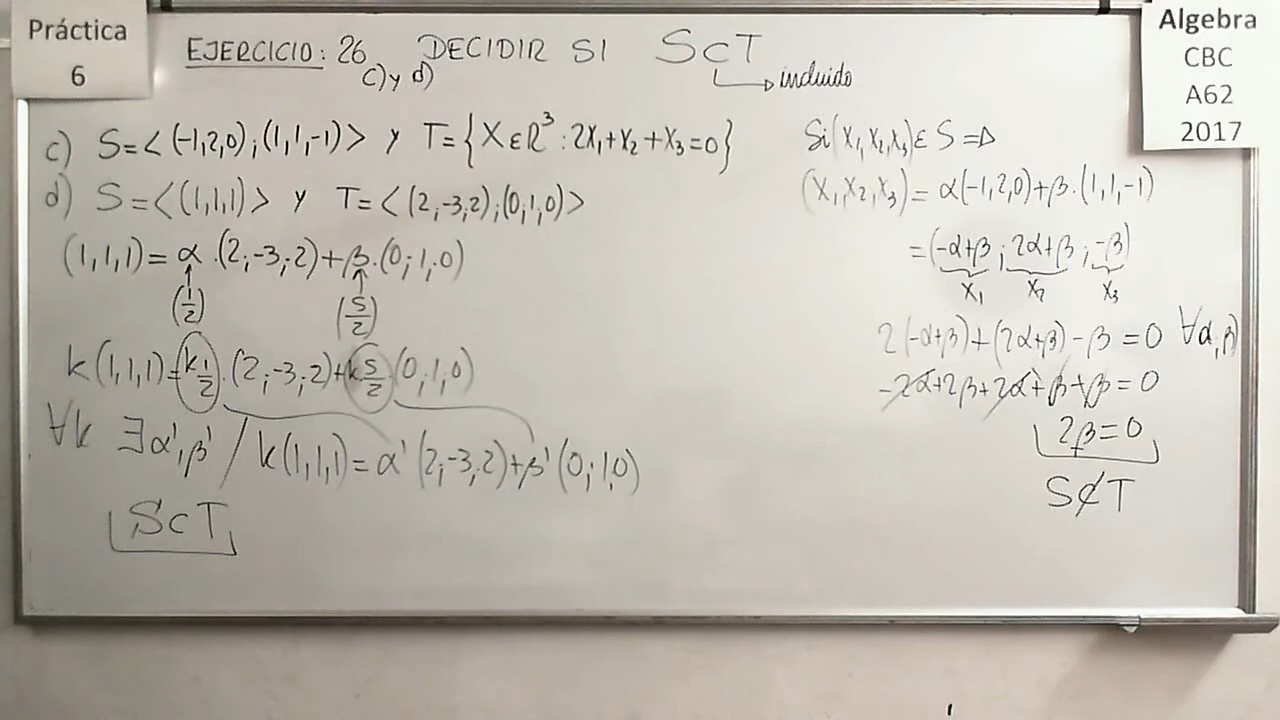 Práctica
6
EJERCICIO: 26 c) y d) DECIDIR SI S⊂T
incluido
Algebra
CBC
A62
2017
c) S=<(-1,2,0);(1,1,-1)> y T={X∈ℝ³:2X₁+X₂+X₃=0}
d) S=<(1,1,1)> y T=<(2,-3,2);(0,1,0)>
(1,1,1)=α.(2;-3;2)+β.(0;1;0)
(1/2) (5/2)
k(1,1,1)=k1/2.(2;-3;2)+k5/2(0,1,0)
∀k ∃α',β' / k(1,1,1)=α'(2,-3,2)+β'(0;1,0)
S⊂T
Si(X₁,X₂,X₃)∈S⇒
(X₁,X₂,X₃)=α(-1,2,0)+β.(1,1,-1)
=(-α+β;2α+β;-β)
X₁ X₂ X₃
2(-α+β)+(2α+β)-β=0 ∀α,β
-2α+2β+2α+β-β=0
2β=0
S⊄T